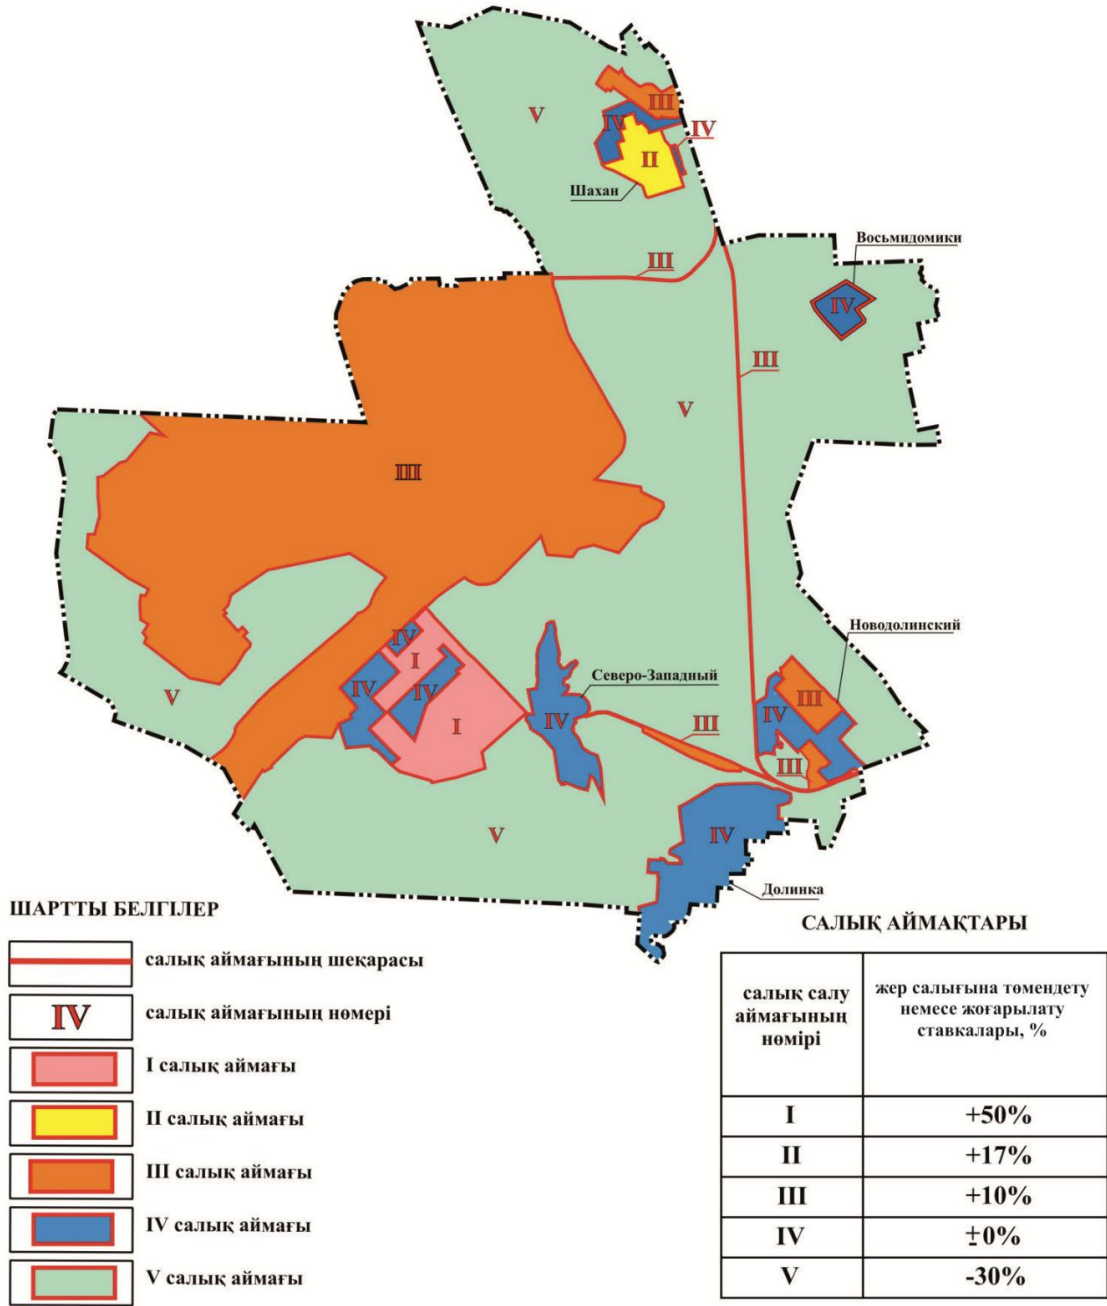 III
V
IV
IV
II
Шахан
Восьмидомики
III
IV
III
V
III
Новодолинский
IV
I
Северо-Западный
III
IV
IV
V
IV
I
IV
III
III
V
IV
Долинка
ШАРТТЫ БЕЛГІЛЕР
салық аймағының шеқарасы
IV
салық аймағының нөмері
I салық аймағы
II салық аймағы
III салық аймағы
IV салық аймағы
V салық аймағы
САЛЫҚ АЙМАҚТАРЫ
салық салу
аймағының
нөмірі
жер салығына төмендету
немесе жоғарылату
ставкалары, %
I
+50%
II
+17%
III
+10%
IV
±0%
V
-30%